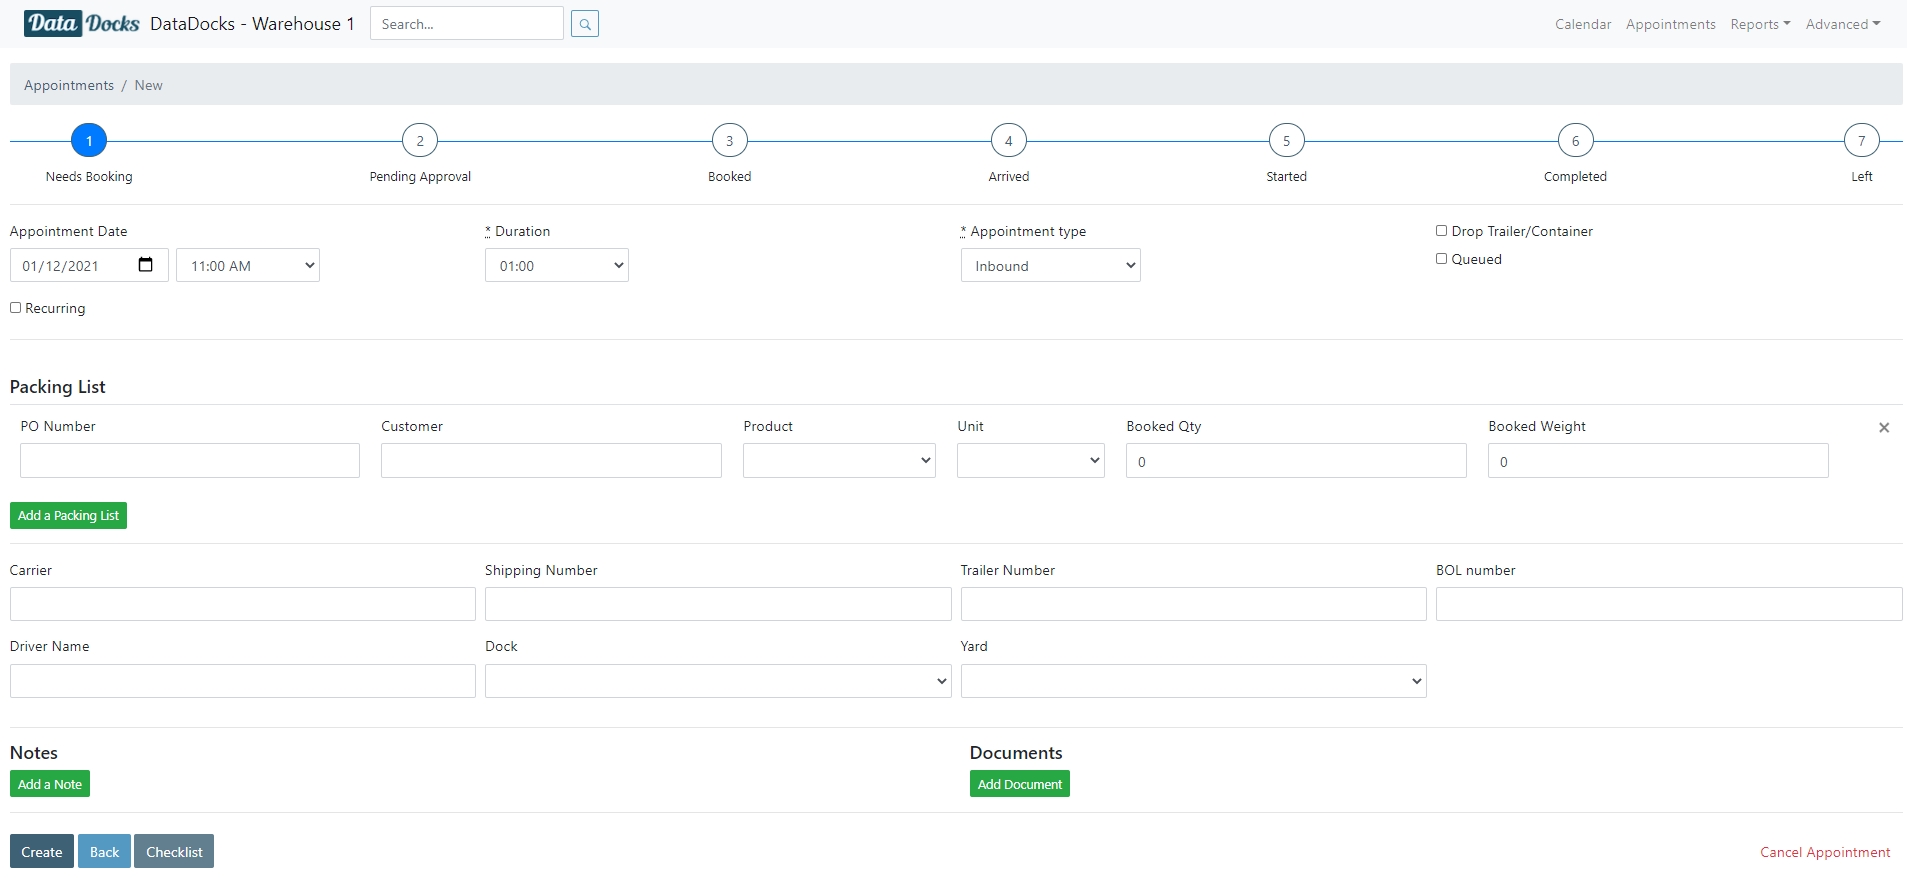 Data Docks DataDocks - Warehouse 1 Search... Calendar Appointments Reports Advanced
Appointments / New
1 2 3 4 5 6 7
Needs Booking Pending Approval Booked Arrived Started Completed Left
Appointment Date * Duration * Appointment type Drop Trailer/Container
01/12/2021 11:00 AM 01:00 Inbound Queued
Recurring
Packing List
PO Number Customer Product Unit Booked Qty Booked Weight ×
0 0
Add a Packing List
Carrier Shipping Number Trailer Number BOL number
Driver Name Dock Yard
Notes Documents
Add a Note Add Document
Create Back Checklist Cancel Appointment